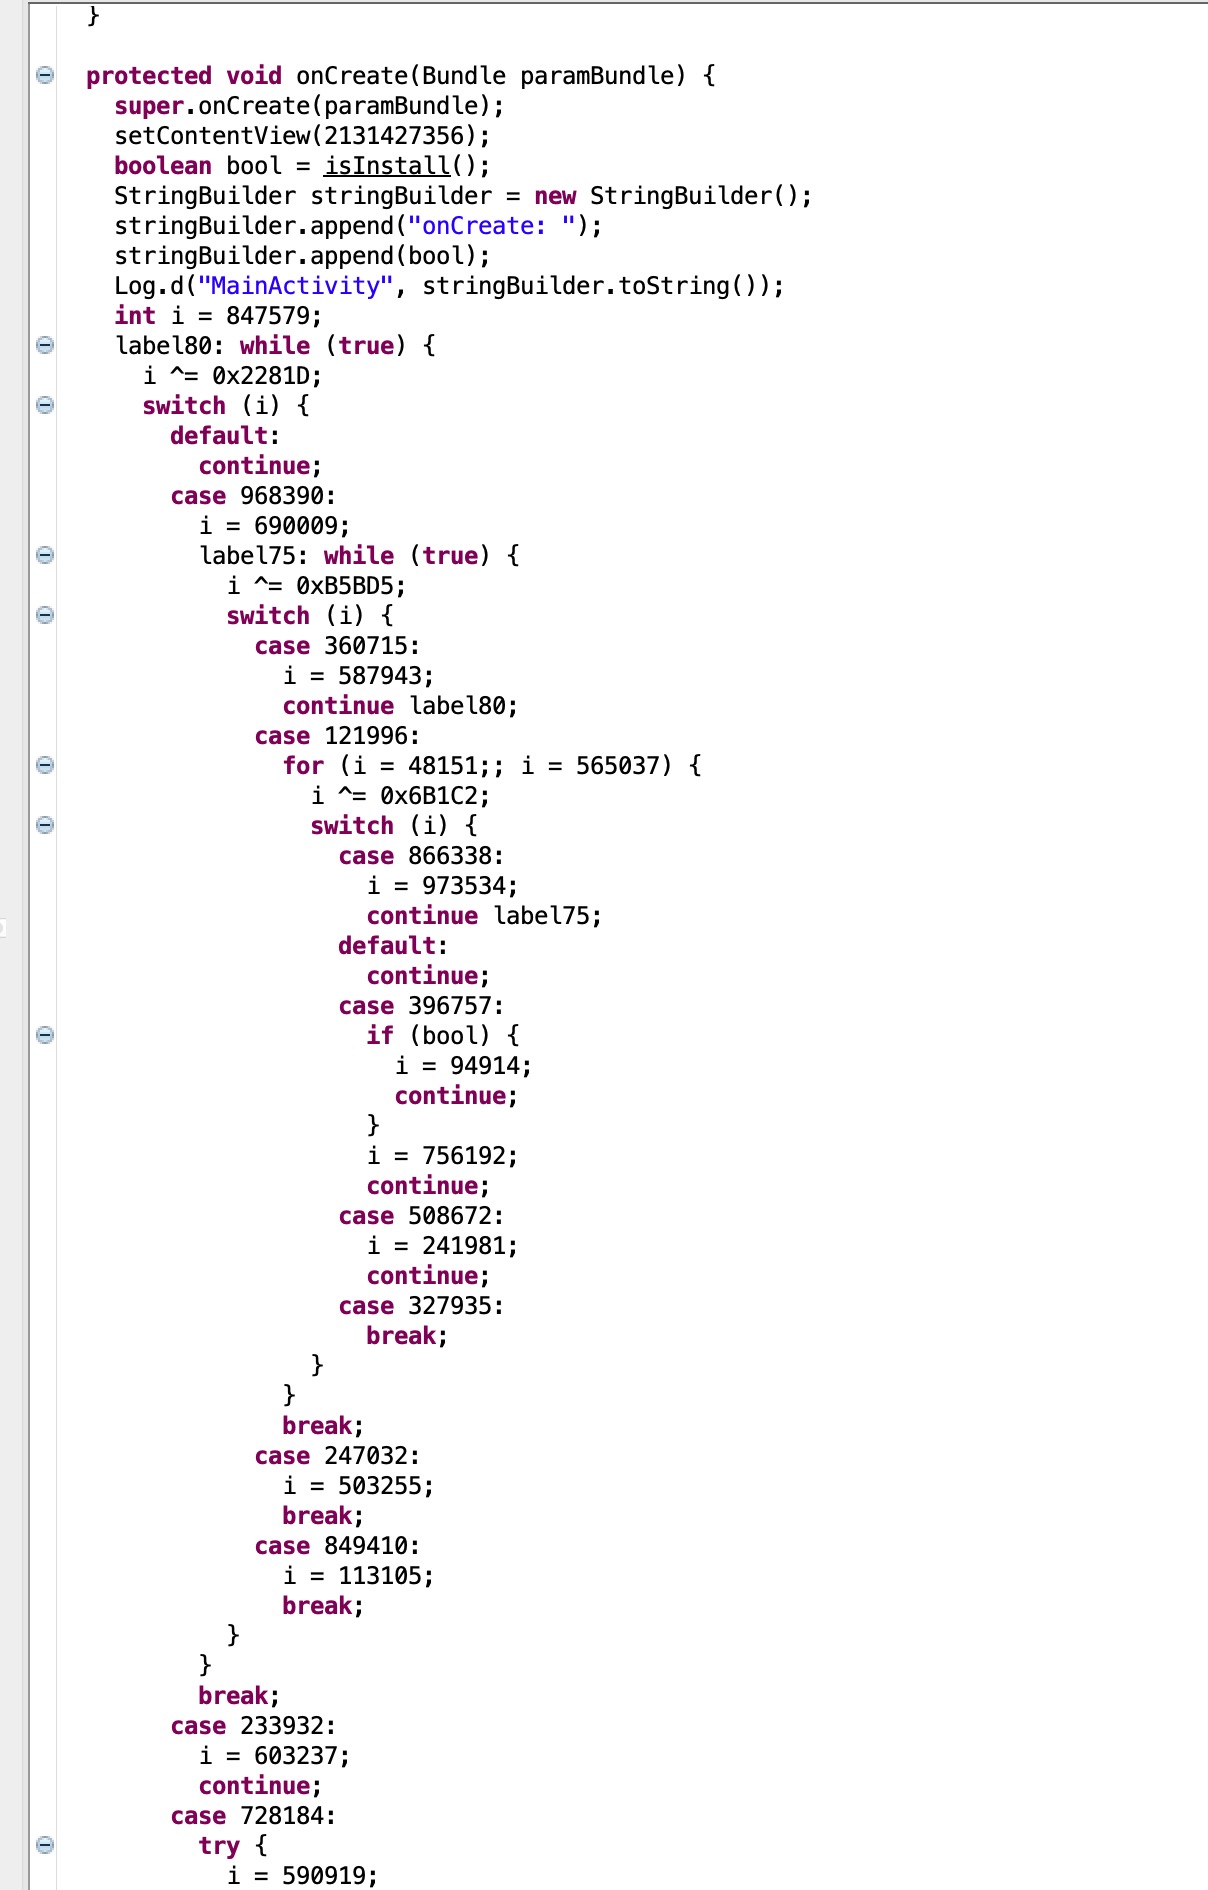 }
protected void onCreate(Bundle paramBundle) {
super.onCreate(paramBundle);
setContentView(2131427356);
boolean bool = isInstall();
StringBuilder stringBuilder = new StringBuilder();
stringBuilder.append("onCreate: ");
stringBuilder.append(bool);
Log.d("MainActivity", stringBuilder.toString());
int i = 847579;
label80: while (true) {
i ^= 0x2281D;
switch (i) {
default:
continue;
case 968390:
i = 690009;
label75: while (true) {
i ^= 0xB5BD5;
switch (i) {
case 360715:
i = 587943;
continue label80;
case 121996:
for (i = 48151;; i = 565037) {
i ^= 0x6B1C2;
switch (i) {
case 866338:
i = 973534;
continue label75;
default:
continue;
case 396757:
if (bool) {
i = 94914;
continue;
}
i = 756192;
continue;
case 508672:
i = 241981;
continue;
case 327935:
break;
}
}
break;
case 247032:
i = 503255;
break;
case 849410:
i = 113105;
break;
}
}
break;
case 233932:
i = 603237;
continue;
case 728184:
try {
i = 590919;